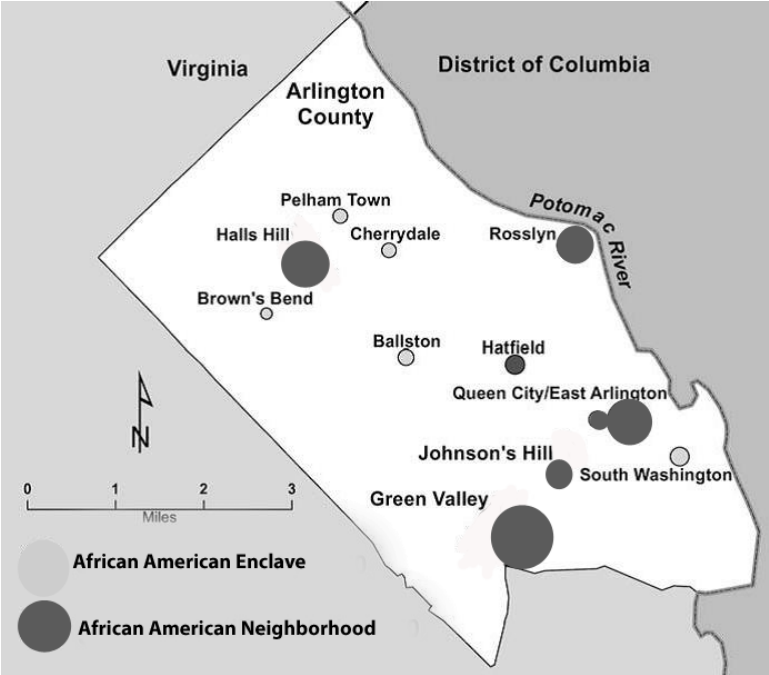 Virginia
District of Columbia
Arlington
County
Pelham Town
Halls Hill
Cherrydale
Rosslyn
Potomac River
Brown's Bend
Ballston
Hatfield
Queen City/East Arlington
Johnson's Hill
South Washington
Green Valley
N
0 1 2 3
Miles
African American Enclave
African American Neighborhood